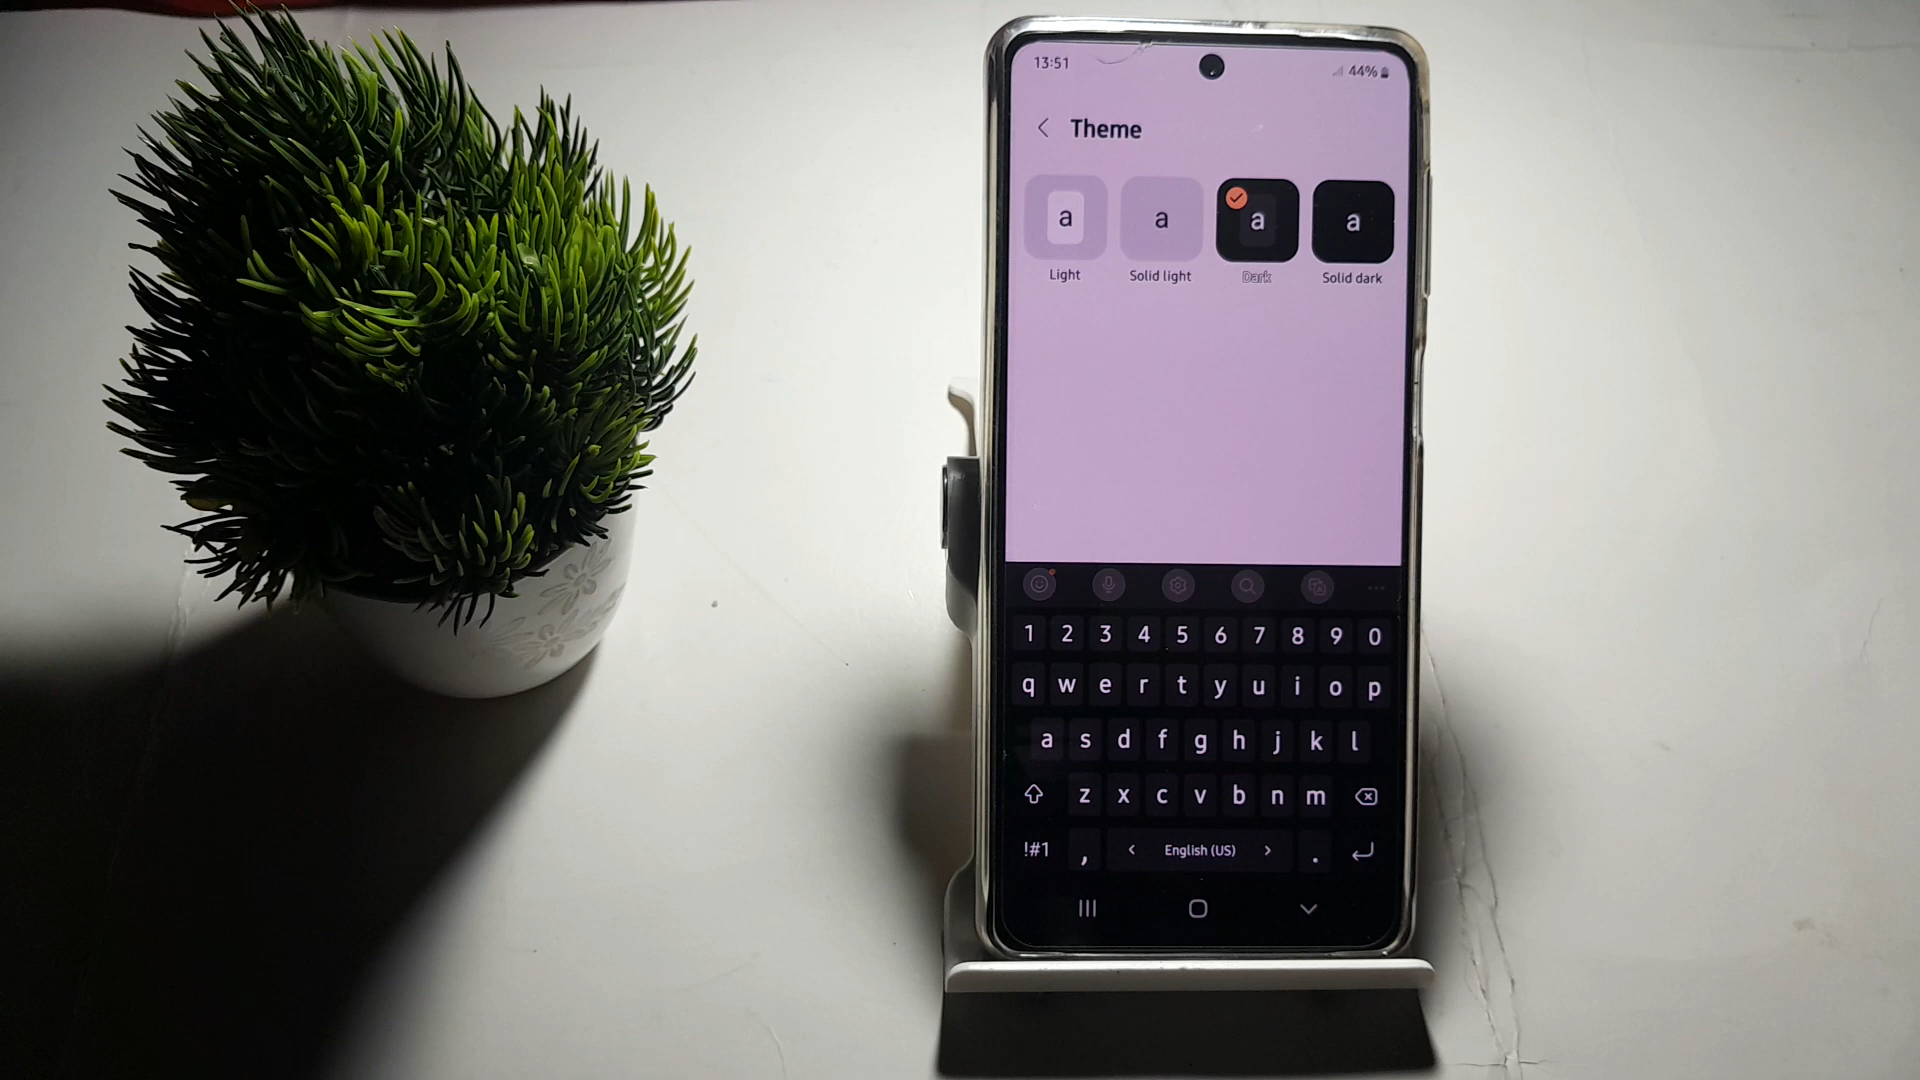 13:51 44%
Theme
a a a a
Light Solid light Dark Solid dark
1 2 3 4 5 6 7 8 9 0
q w e r t y u i o p
a s d f g h j k l
z x c v b n m
!#1 , < English (US) > .